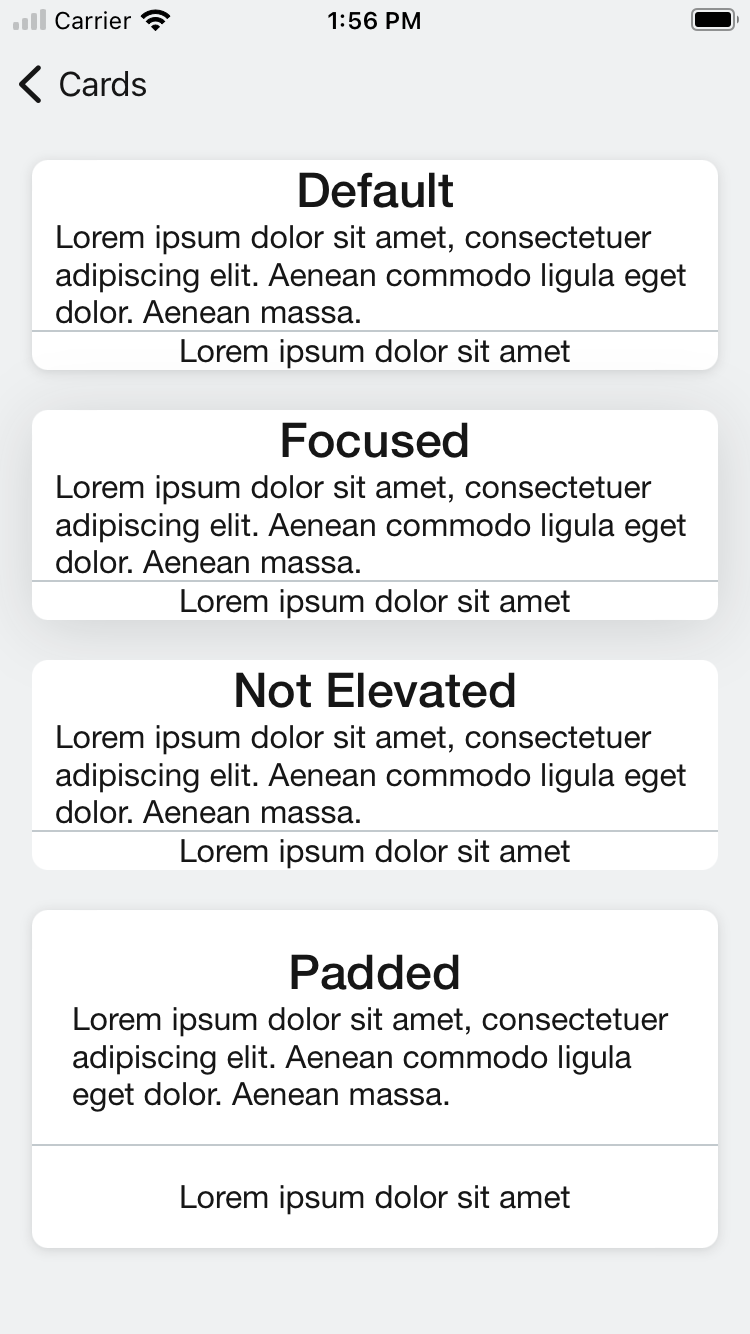 Carrier 1:56 PM
Cards
Default
Lorem ipsum dolor sit amet, consectetuer
adipiscing elit. Aenean commodo ligula eget
dolor. Aenean massa.
Lorem ipsum dolor sit amet
Focused
Lorem ipsum dolor sit amet, consectetuer
adipiscing elit. Aenean commodo ligula eget
dolor. Aenean massa.
Lorem ipsum dolor sit amet
Not Elevated
Lorem ipsum dolor sit amet, consectetuer
adipiscing elit. Aenean commodo ligula eget
dolor. Aenean massa.
Lorem ipsum dolor sit amet
Padded
Lorem ipsum dolor sit amet, consectetuer
adipiscing elit. Aenean commodo ligula
eget dolor. Aenean massa.
Lorem ipsum dolor sit amet